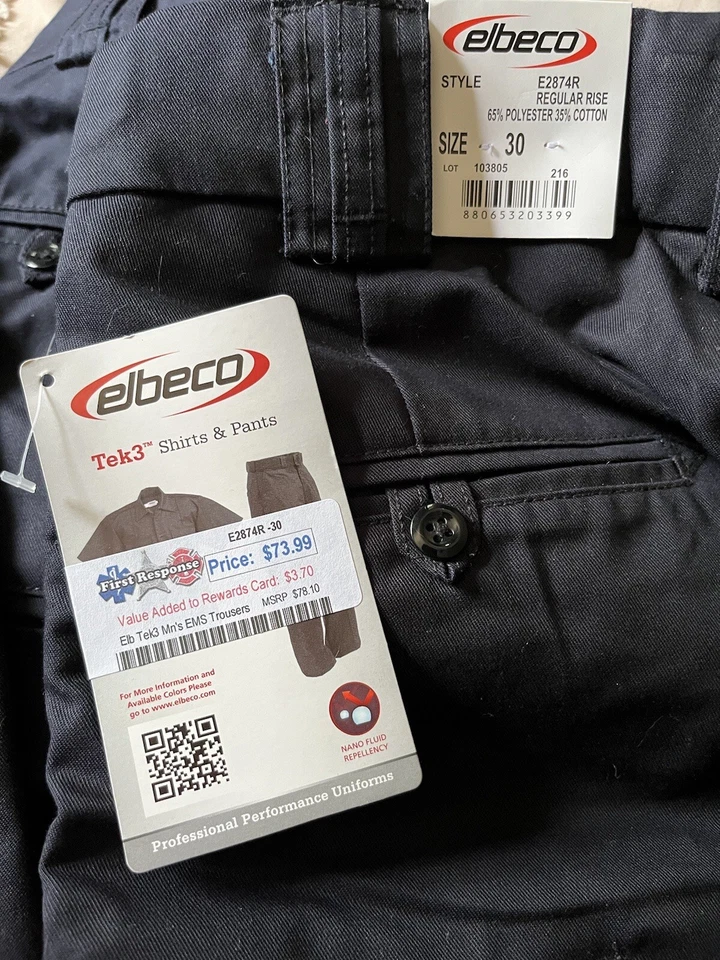 elbeco
STYLE E2874R
REGULAR RISE
65% POLYESTER 35% COTTON
SIZE - 30 -
LOT 103805 216
880653203399
elbeco
Tek3™ Shirts & Pants
E2874R -30
First Response
Price: $73.99
Value Added to Rewards Card: $3.70
Elb Tek3 Mn's EMS Trousers MSRP $78.10
For More Information and
Available Colors Please
go to www.elbeco.com
NANO FLUID
REPELLENCY
Professional Performance Uniforms